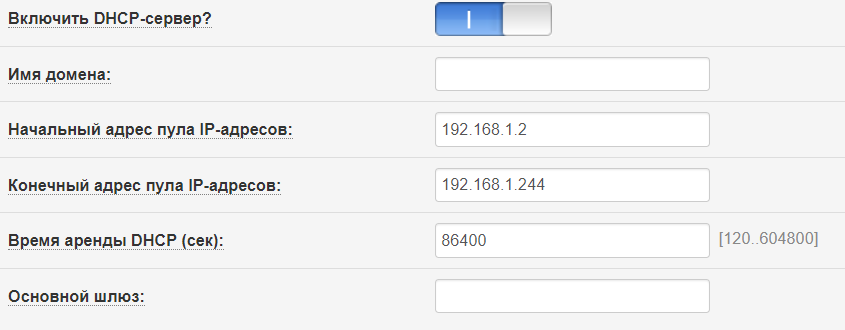 Включить DHCP-сервер?
Имя домена:
Начальный адрес пула IP-адресов: 192.168.1.2
Конечный адрес пула IP-адресов: 192.168.1.244
Время аренды DHCP (сек): 86400 [120..604800]
Основной шлюз: